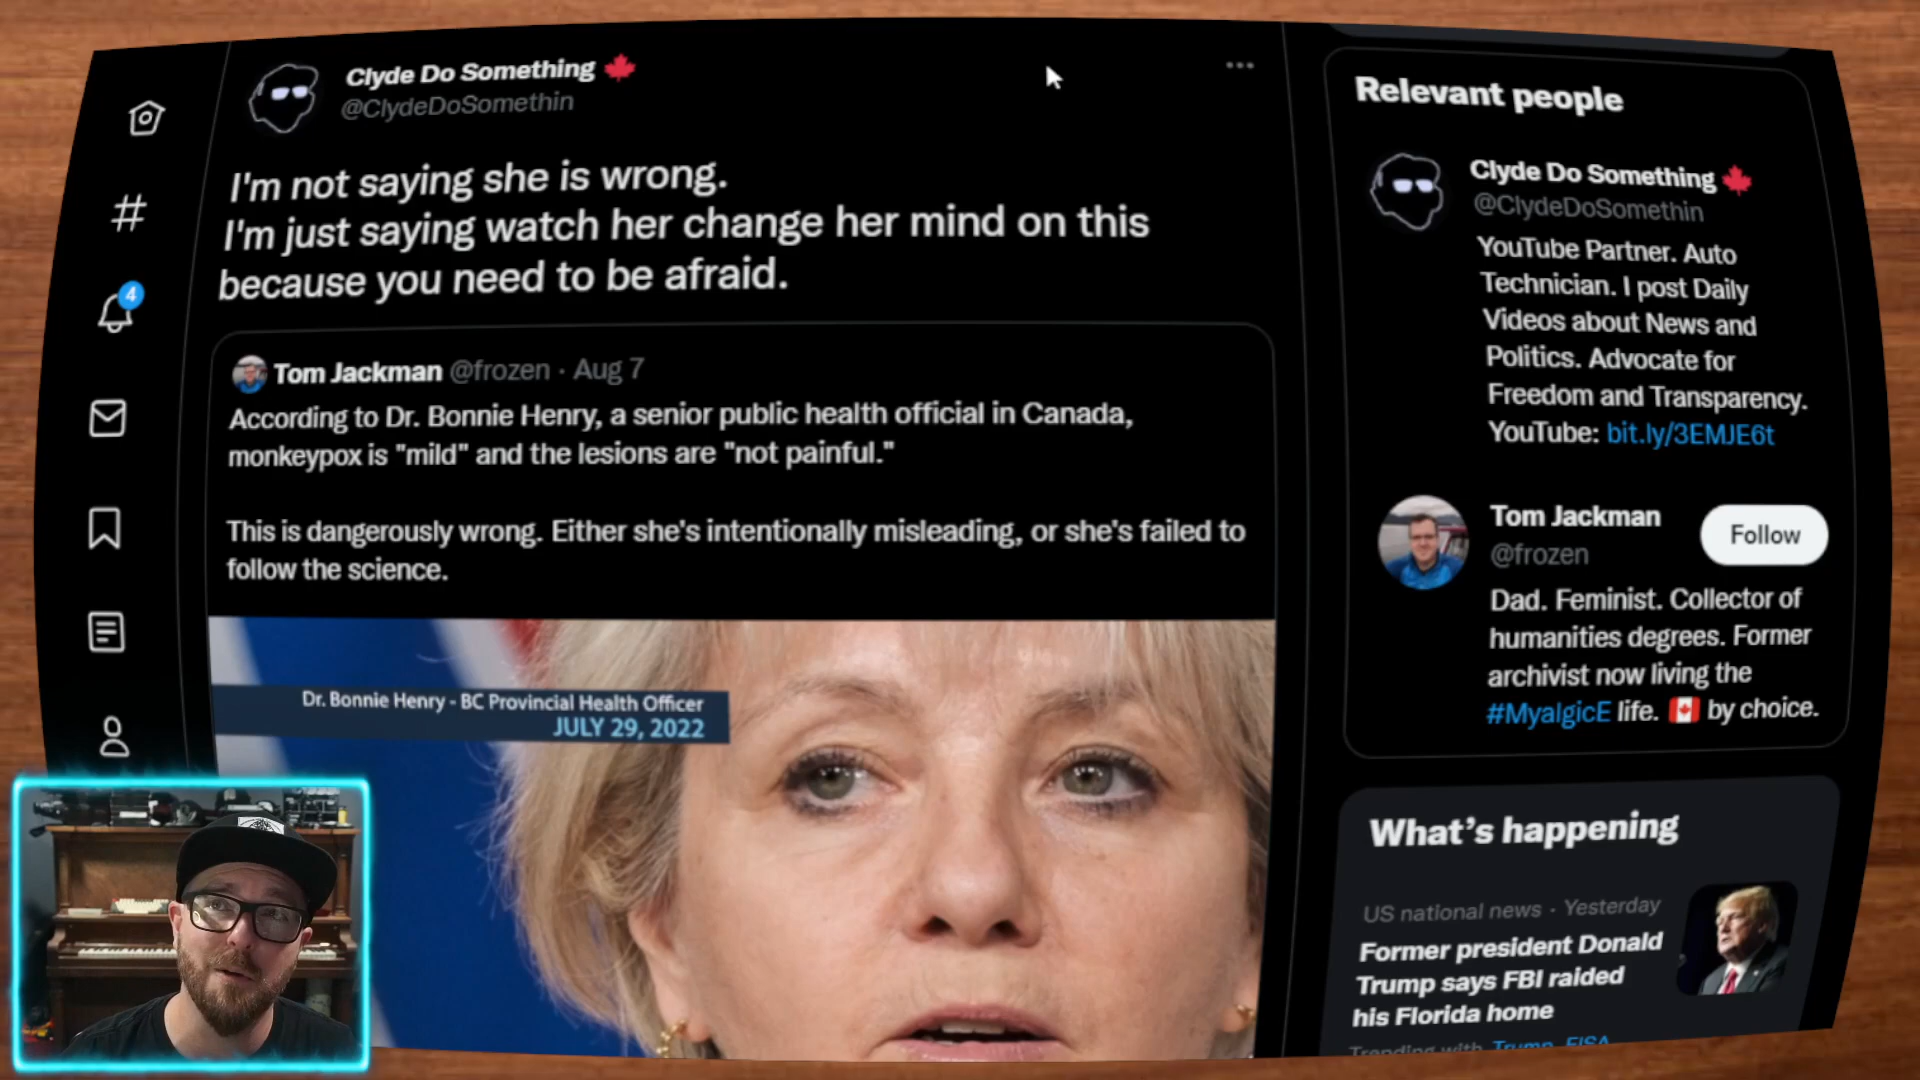 Clyde Do Something
@ClydeDoSomethin
I'm not saying she is wrong.
I'm just saying watch her change her mind on this
because you need to be afraid.
4
Tom Jackman @frozen · Aug 7
According to Dr. Bonnie Henry, a senior public health official in Canada,
monkeypox is "mild" and the lesions are "not painful."
This is dangerously wrong. Either she's intentionally misleading, or she's failed to
follow the science.
Dr. Bonnie Henry - BC Provincial Health Officer
JULY 29, 2022
Relevant people
Clyde Do Something
@ClydeDoSomethin
YouTube Partner. Auto
Technician. I post Daily
Videos about News and
Politics. Advocate for
Freedom and Transparency.
YouTube: bit.ly/3EMJE6t
Tom Jackman
@frozen
Follow
Dad. Feminist. Collector of
humanities degrees. Former
archivist now living the
#MyalgicE life. by choice.
What's happening
US national news · Yesterday
Former president Donald
Trump says FBI raided
his Florida home
Trending with Trump, FISA